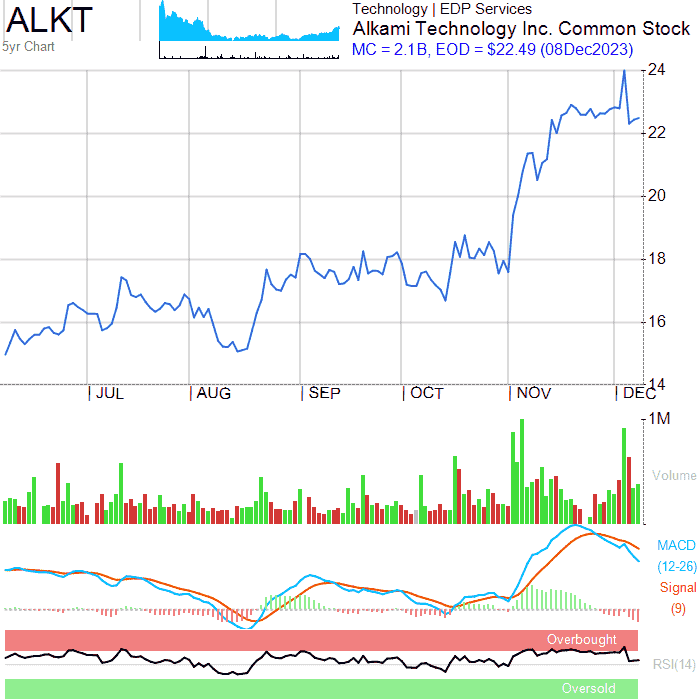 ALKT
5yr Chart
Technology | EDP Services
Alkami Technology Inc. Common Stock
MC = 2.1B, EOD = $22.49 (08Dec2023)
24
22
20
18
16
14
JUL AUG SEP OCT NOV DEC
1M
Volume
MACD
(12-26)
Signal
(9)
Overbought
RSI(14)
Oversold